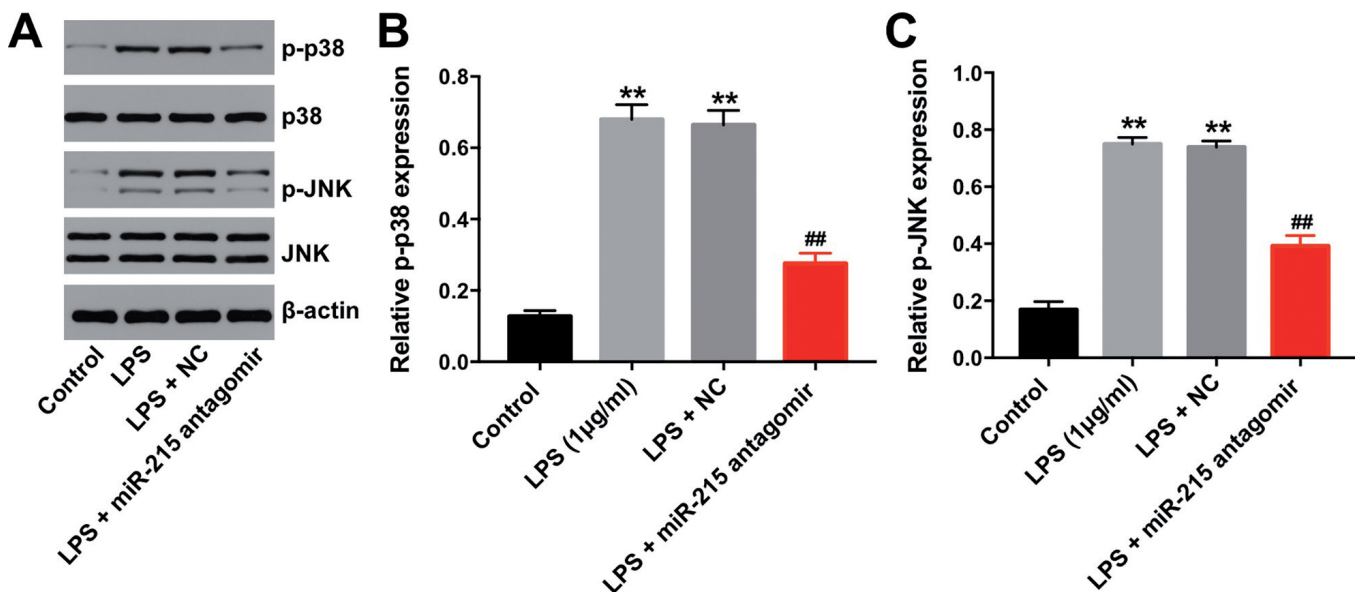 A
p-p38
p38
p-JNK
JNK
β-actin
Control
LPS
LPS + NC
LPS + miR-215 antagomir
B
Relative p-p38 expression
0.8
0.6
0.4
0.2
0.0
**
**
##
Control
LPS (1μg/ml)
LPS + NC
LPS + miR-215 antagomir
C
Relative p-JNK expression
1.0
0.8
0.6
0.4
0.2
0.0
**
**
##
Control
LPS (1μg/ml)
LPS + NC
LPS + miR-215 antagomir